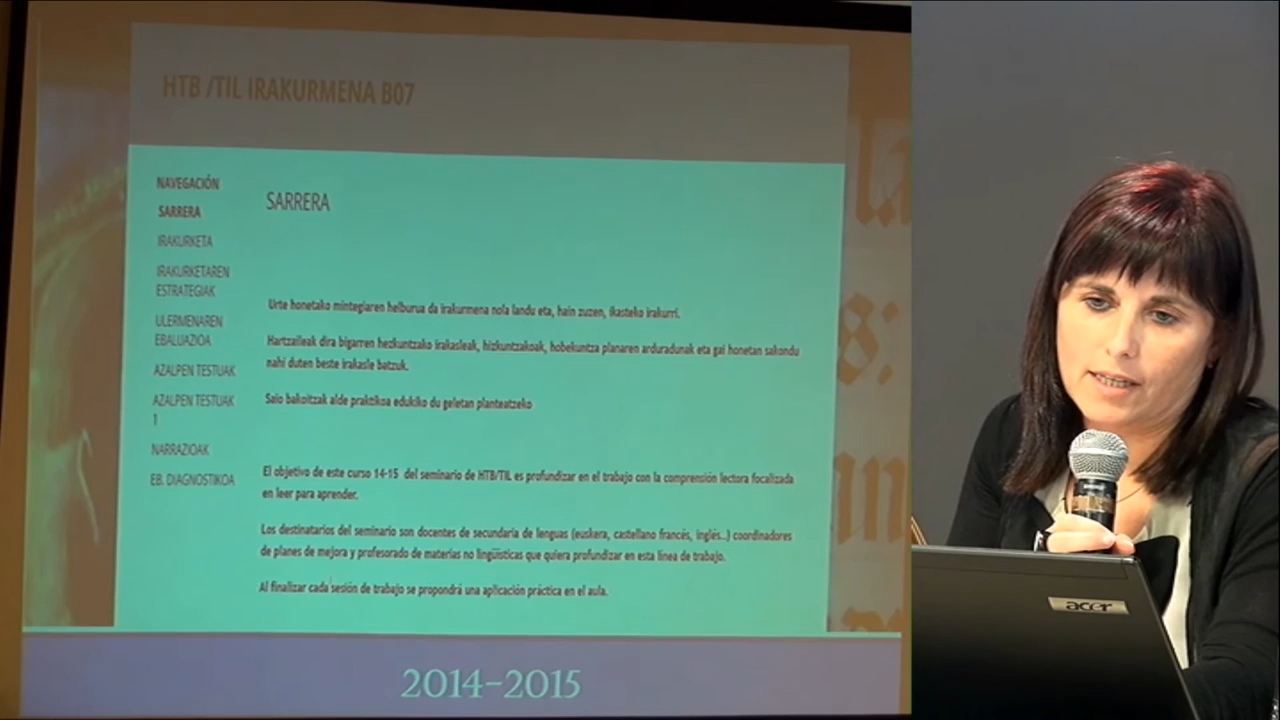 HTB /TIL IRAKURMENA B07
NAVEGACIÓN
SARRERA
IRAKURKETA
IRAKURKETAREN
ESTRATEGIAK
ULERMENAREN
EBALUAZIOA
AZALPEN TESTUAK
AZALPEN TESTUAK
1
NARRAZIOAK
EB. DIAGNOSTIKOA
SARRERA
Urte honetako mintegiaren helburua da irakurmena nola landu eta, hain zuzen, ikasteko irakurri.
Hartzaileak dira bigarren hezkuntzako irakasleak, hizkuntzakoak, hobekuntza planaren arduradunak eta gai honetan sakondu
nahi duten beste irakasle batzuk.
Saio bakoitzak alde praktikoa edukiko du geletan planteatzeko
El objetivo de este curso 14-15 del seminario de HTB/TIL es profundizar en el trabajo con la comprensión lectora focalizada
en leer para aprender.
Los destinatarios del seminario son docentes de secundaria de lenguas (euskera, castellano francés, inglés...) coordinadores
de planes de mejora y profesorado de materias no lingüísticas que quiera profundizar en esta línea de trabajo.
Al finalizar cada sesión de trabajo se propondrá una aplicación práctica en el aula.
2014-2015
acer